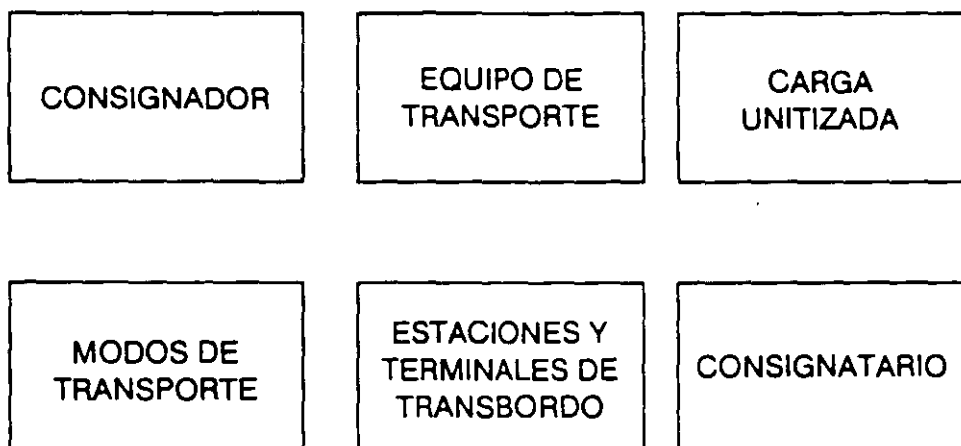 CONSIGNADOR
EQUIPO DE
TRANSPORTE
CARGA
UNITIZADA
MODOS DE
TRANSPORTE
ESTACIONES Y
TERMINALES DE
TRANSBORDO
CONSIGNATARIO